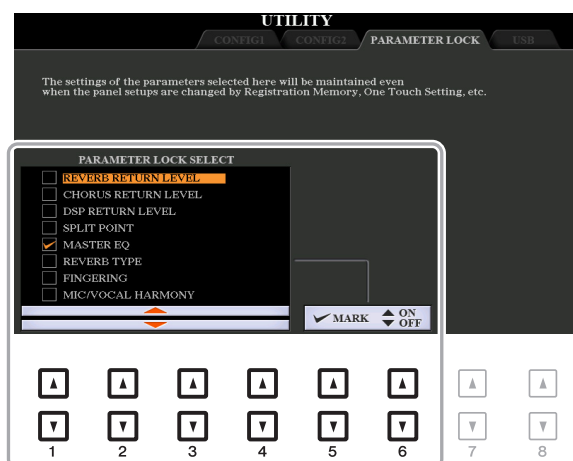 UTILITY
CONFIG1 CONFIG2 PARAMETER LOCK USB
The settings of the parameters selected here will be maintained even
when the panel setups are changed by Registration Memory, One Touch Setting, etc.
PARAMETER LOCK SELECT
REVERB RETURN LEVEL
CHORUS RETURN LEVEL
DSP RETURN LEVEL
SPLIT POINT
MASTER EQ
REVERB TYPE
FINGERING
MIC/VOCAL HARMONY
MARK ON
OFF
1 2 3 4 5 6 7 8